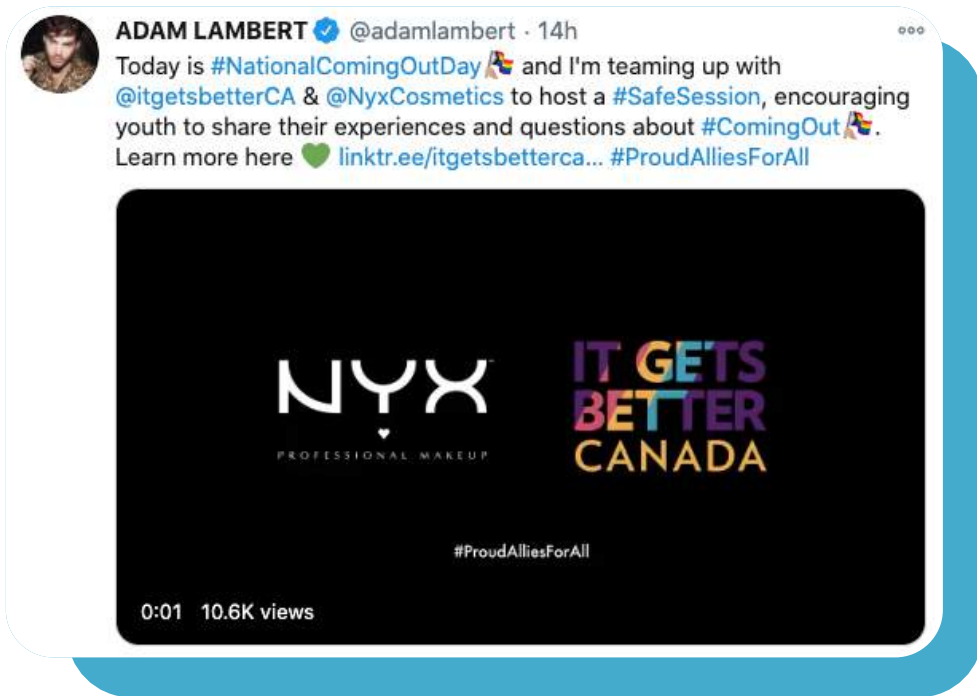 ADAM LAMBERT @adamlambert · 14h
Today is #NationalComingOutDay and I'm teaming up with
@itgetsbetterCA & @NyxCosmetics to host a #SafeSession, encouraging
youth to share their experiences and questions about #ComingOut.
Learn more here 💚 linktr.ee/itgetsbetterca... #ProudAlliesForAll
NYX
PROFESSIONAL MAKEUP
IT GETS
BETTER
CANADA
#ProudAlliesForAll
0:01 10.6K views